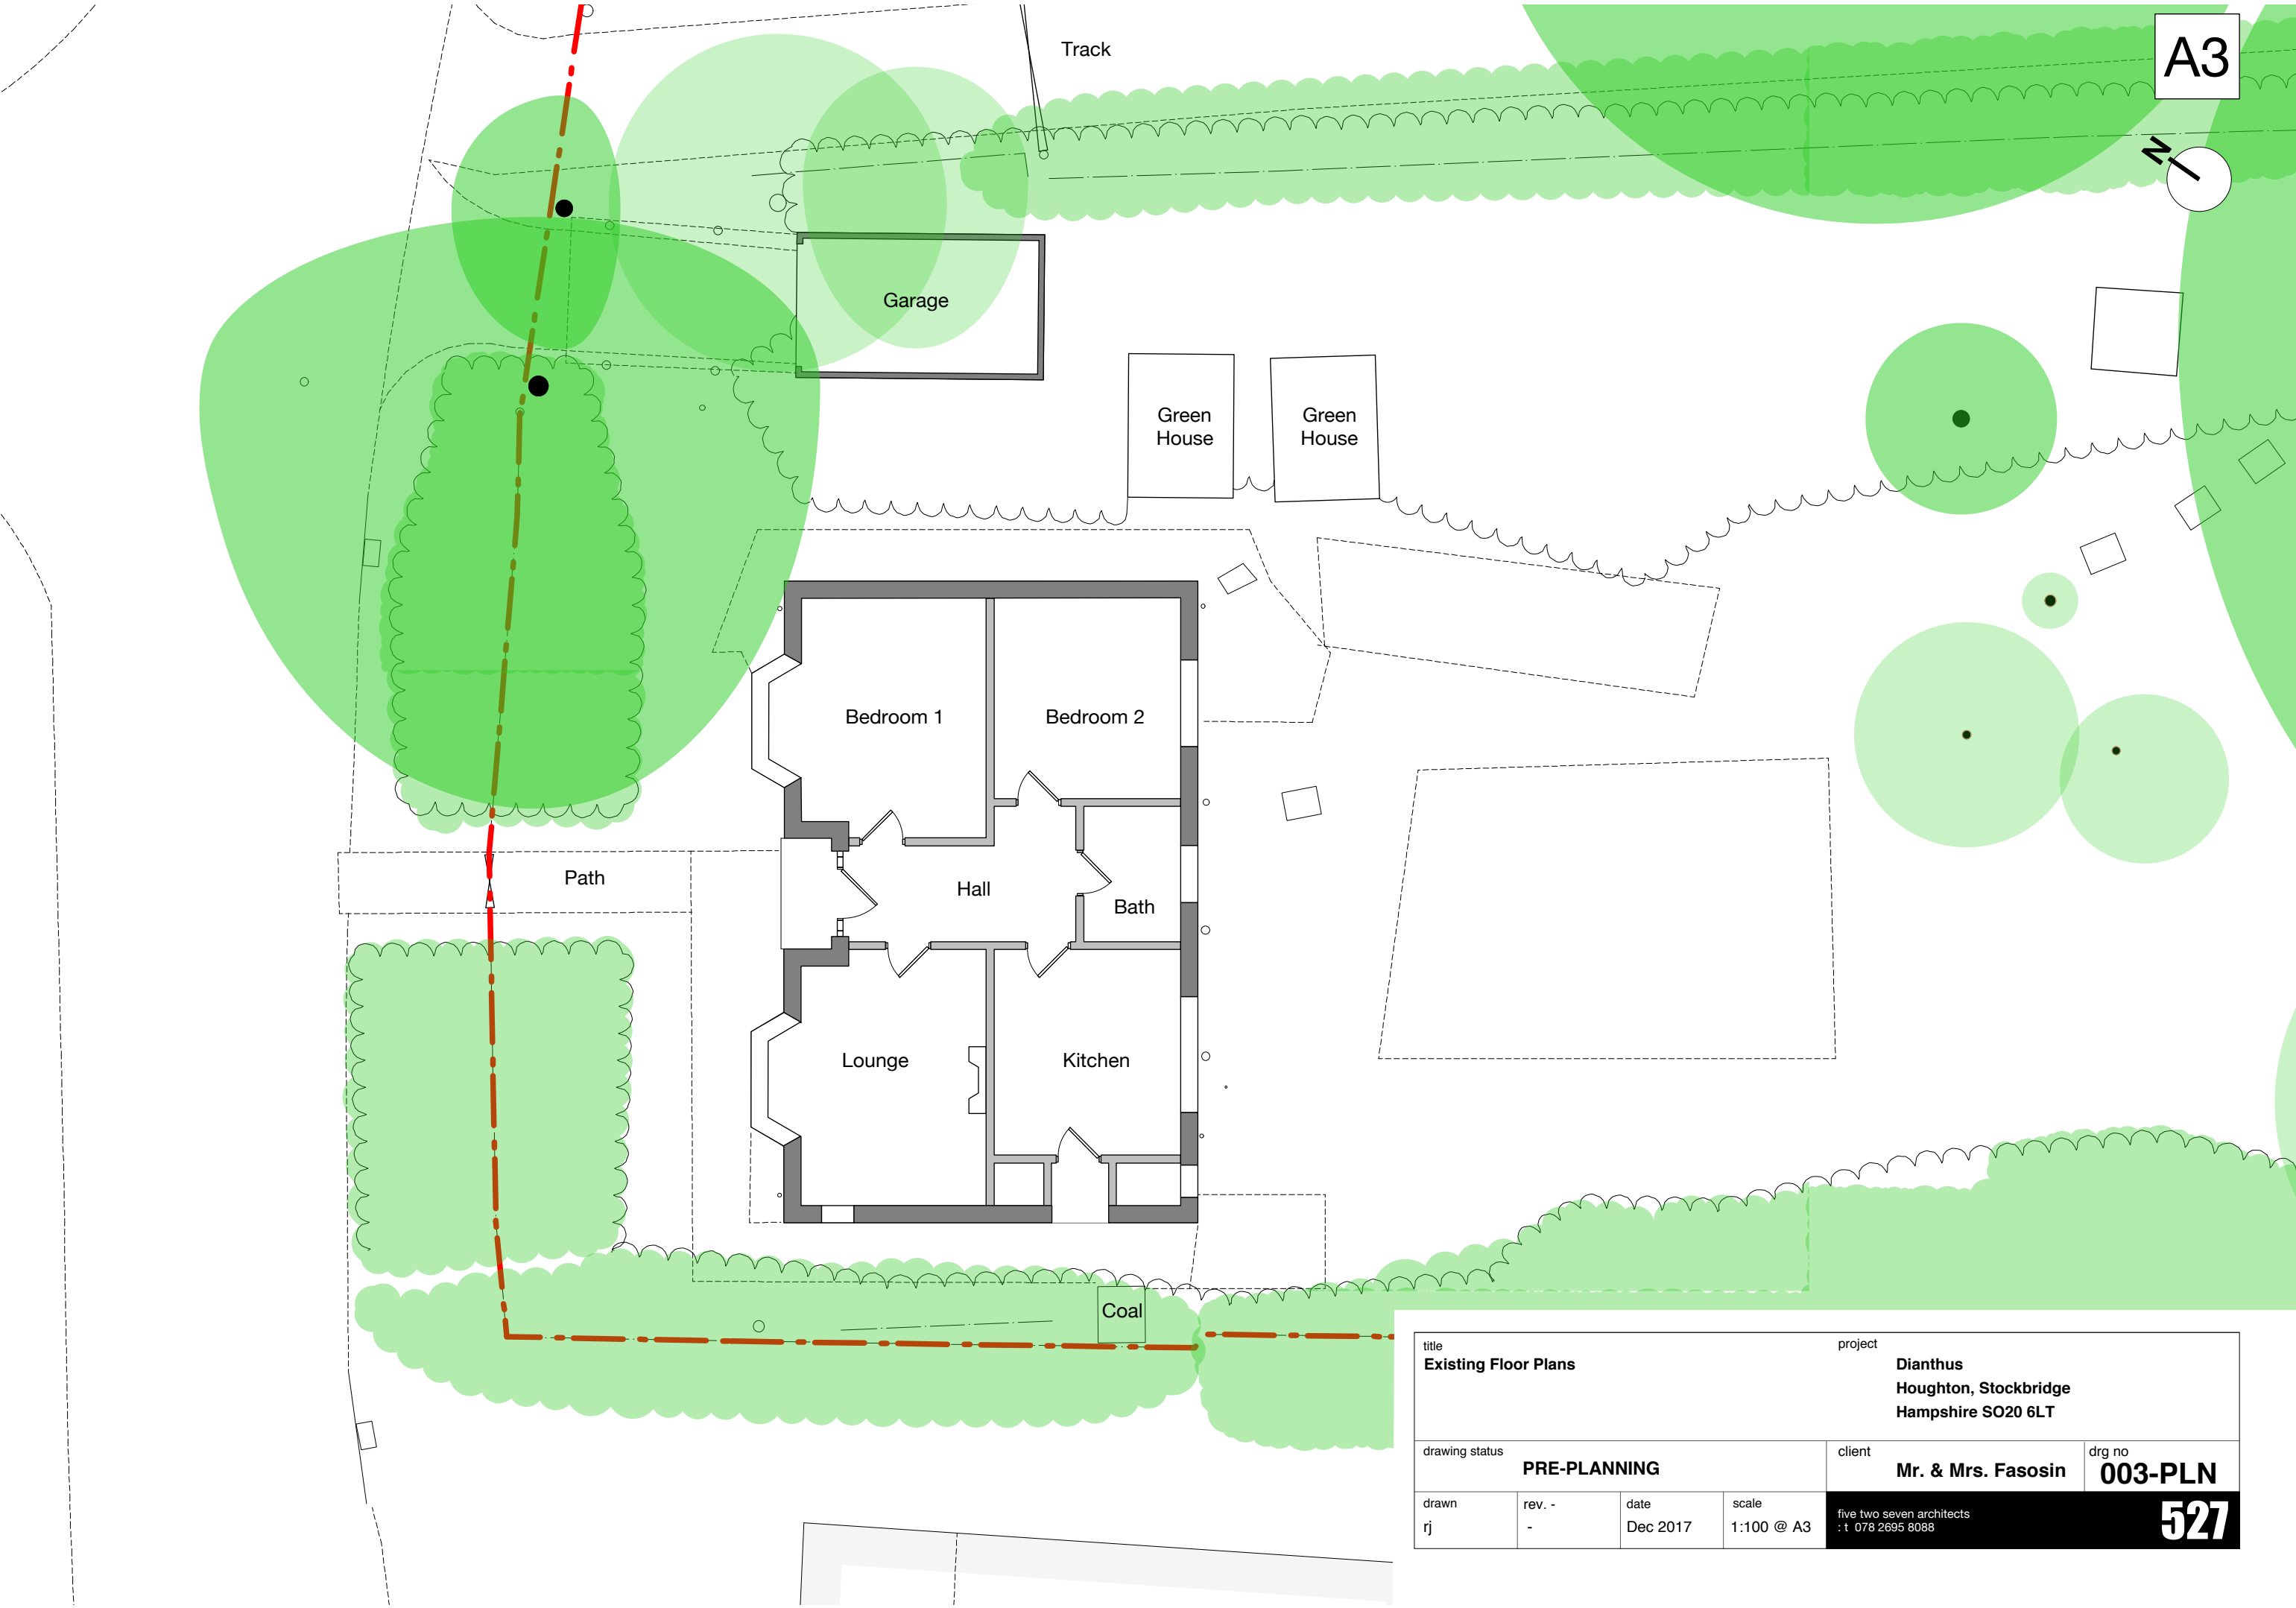 Track
A3
N
Garage
Green
House
Green
House
Bedroom 1
Bedroom 2
Path
Hall
Bath
Lounge
Kitchen
Coal
title
Existing Floor Plans
project
Dianthus
Houghton, Stockbridge
Hampshire SO20 6LT
drawing status
PRE-PLANNING
client
Mr. & Mrs. Fasosin
drg no
003-PLN
drawn
rj
rev. -
-
date
Dec 2017
scale
1:100 @ A3
five two seven architects
: t 078 2695 8088
527